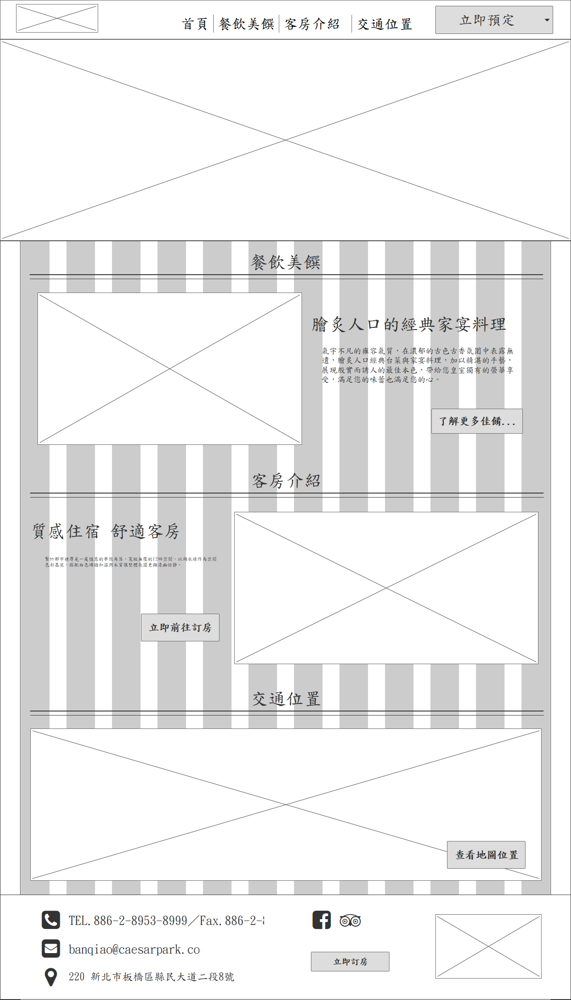 首頁
餐飲美饌
客房介紹
交通位置
立即預定
餐飲美饌
膾炙人口的經典家宴料理
氣宇不凡的雍容氣質，在濃郁的古色古香氛圍中表露無
遺，膾炙人口經典台菜與家宴料理，加以精湛的手藝，
展現殷實而誘人的最佳本色，帶給您皇室獨有的榮華享
受，滿足您的味蕾也滿足您的心。
了解更多佳餚...
客房介紹
質感住宿 舒適客房
繁忙都市裡尋覓一處愜意的夢想角落，寬敞無壓的12坪空間，以湖水綠作為空間
色彩基底，搭配白色磚牆和溫潤木質讓整體氛圍更顯清幽恬靜。
立即前往訂房
交通位置
查看地圖位置
TEL.886-2-8953-8999／Fax.886-2-
banqiao@caesarpark.co
220 新北市板橋區縣民大道二段8號
立即訂房